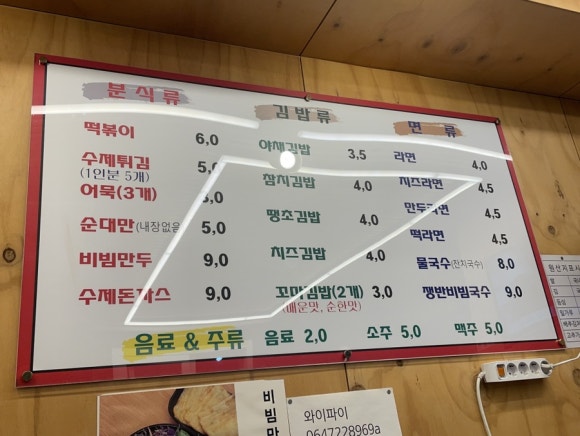 분식류
떡볶이 6,0
수제튀김 5,0
(1인분 5개)
어묵(3개) 3,0
순대만(내장없음) 5,0
비빔만두 9,0
수제돈까스 9,0
김밥류
야채김밥 3,5
참치김밥 4,0
땡초김밥 4,0
치즈김밥 4,0
꼬마김밥(2개) 3,0
(매운맛, 순한맛)
면류
라면 4,0
치즈라면 4,5
만두라면 4,5
떡라면 4,5
물국수(잔치국수) 8,0
쟁반비빔국수 9,0
음료 & 주류 음료 2,0 소주 5,0 맥주 5,0
원산지표시
비빔만
와이파이
0647228969a